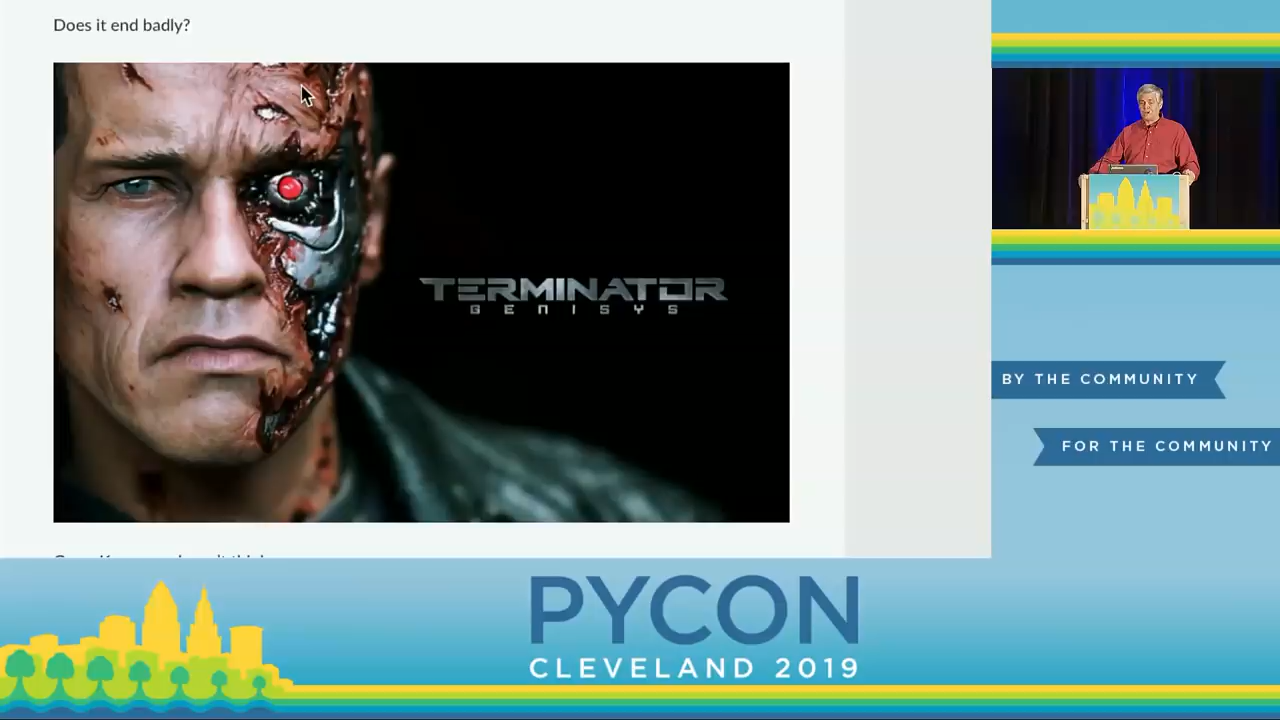 Does it end badly?
TERMINATOR
GENISYS
BY THE COMMUNITY
FOR THE COMMUNITY
PYCON
CLEVELAND 2019